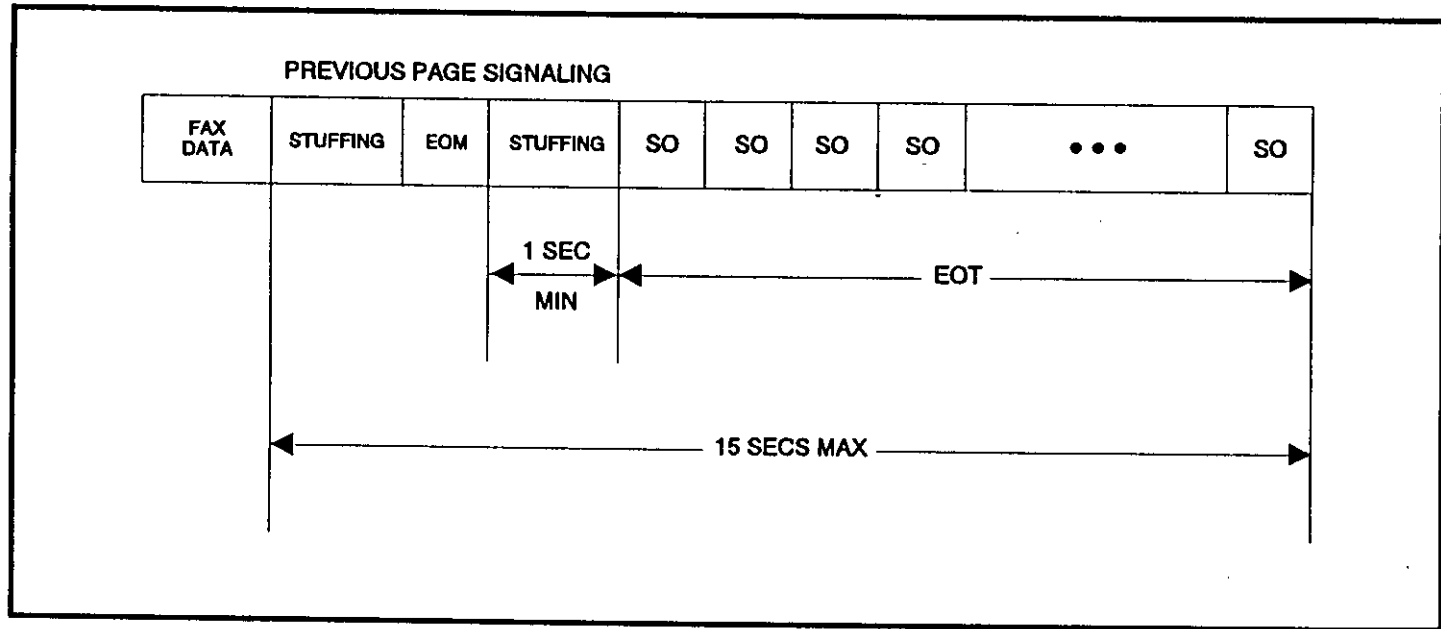 PREVIOUS PAGE SIGNALING
FAX DATA STUFFING EOM STUFFING SO SO SO SO ••• SO
1 SEC
MIN
EOT
15 SECS MAX